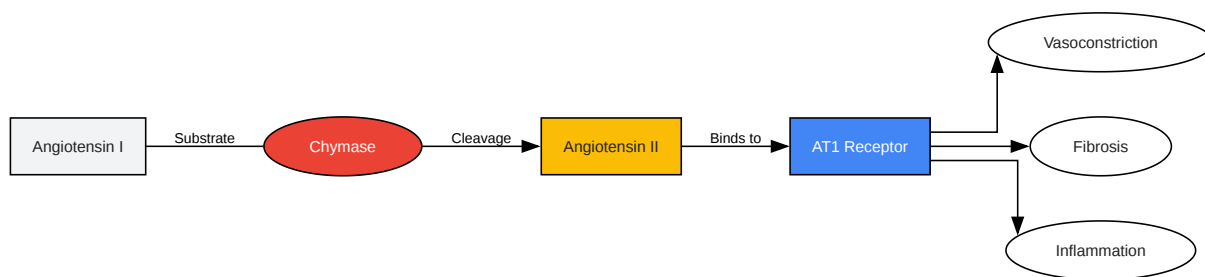 Vasoconstriction
Angiotensin I
Substrate
Chymase
Cleavage
Angiotensin II
Binds to
AT1 Receptor
Fibrosis
Inflammation